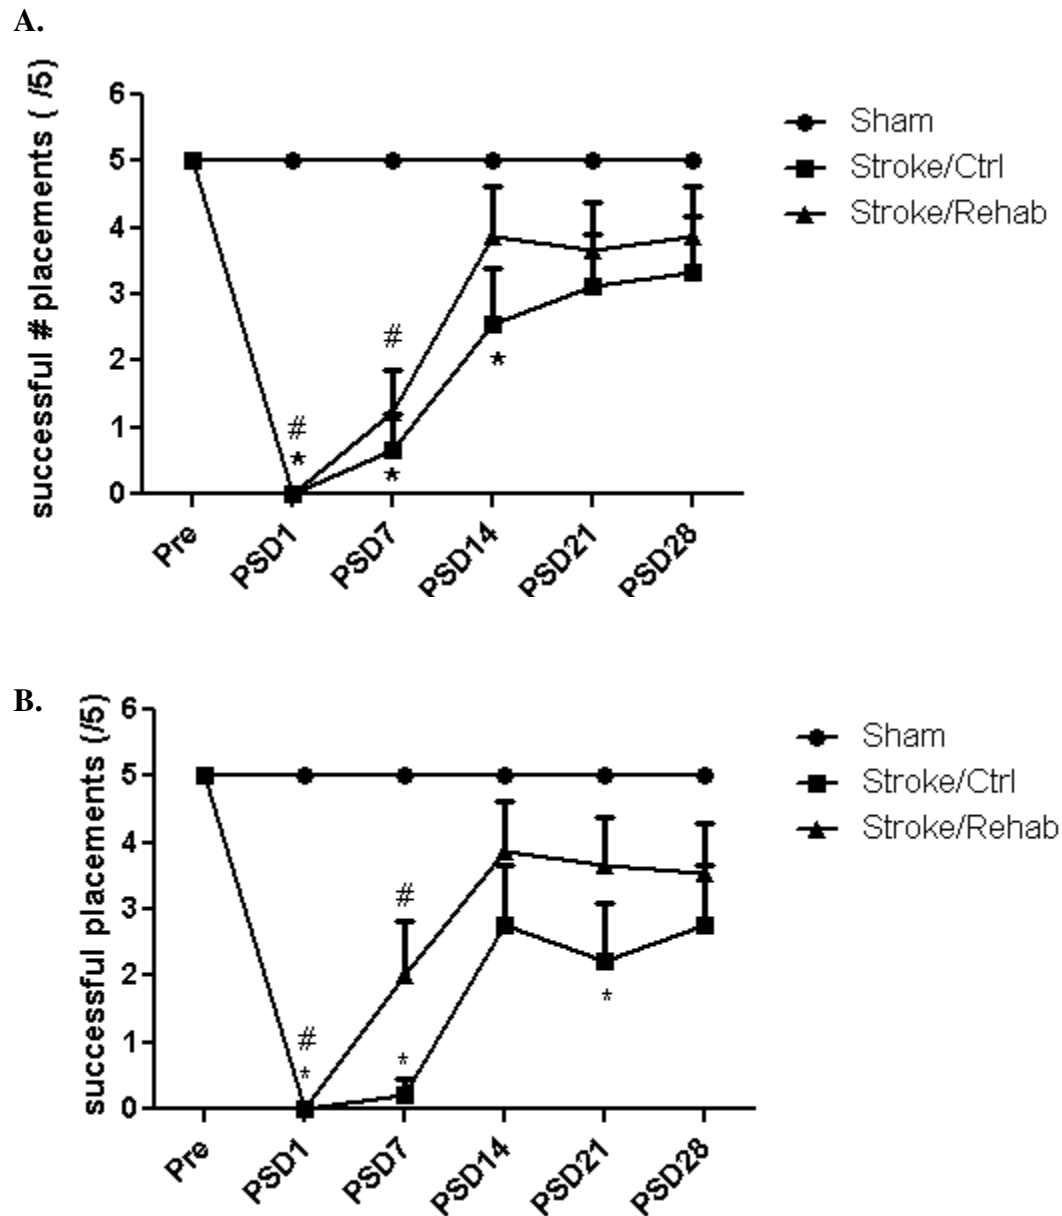 A.
successful # placements ( /5)
6
5
4
3
2
1
0
#
*
#
*
*
Pre
PSD1
PSD7
PSD14
PSD21
PSD28
Sham
Stroke/Ctrl
Stroke/Rehab
B.
successful placements (/5)
6
5
4
3
2
1
0
#
*
#
*
*
Pre
PSD1
PSD7
PSD14
PSD21
PSD28
Sham
Stroke/Ctrl
Stroke/Rehab